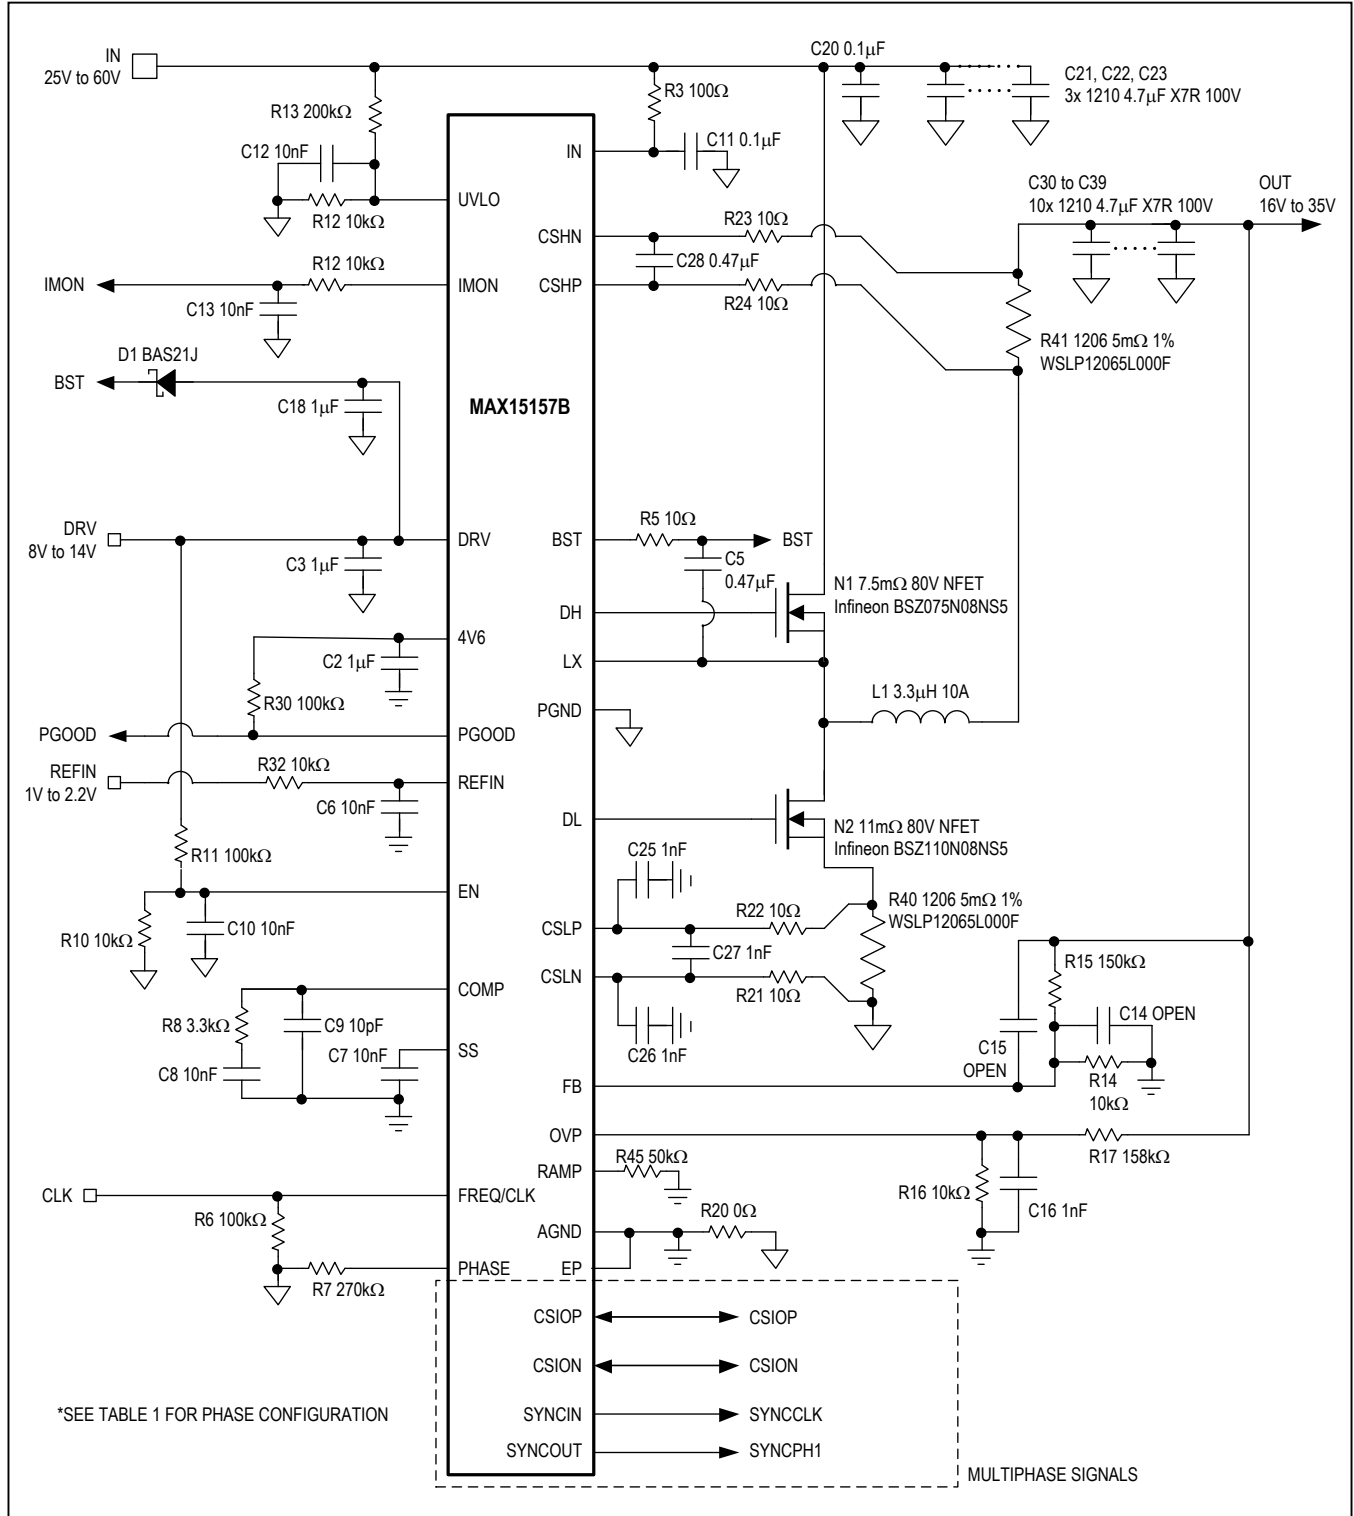 IN
25V to 60V
R13 200kΩ
C12 10nF
R12 10kΩ
UVLO
R3 100Ω
IN
C11 0.1µF
C20 0.1µF
C21, C22, C23
3x 1210 4.7µF X7R 100V
C30 to C39
10x 1210 4.7µF X7R 100V
OUT
16V to 35V
CSHN
R23 10Ω
C28 0.47µF
CSHP
R24 10Ω
R41 1206 5mΩ 1%
WSLP12065L000F
IMON
R12 10kΩ
IMON
C13 10nF
D1 BAS21J
BST
C18 1µF
MAX15157B
DRV
8V to 14V
DRV
C3 1µF
BST
R5 10Ω
BST
C5
0.47µF
N1 7.5mΩ 80V NFET
Infineon BSZ075N08NS5
DH
4V6
C2 1µF
LX
R30 100kΩ
L1 3.3µH 10A
PGND
PGOOD
PGOOD
REFIN
1V to 2.2V
R32 10kΩ
REFIN
C6 10nF
DL
N2 11mΩ 80V NFET
Infineon BSZ110N08NS5
R11 100kΩ
C25 1nF
EN
R10 10kΩ
C10 10nF
R40 1206 5mΩ 1%
WSLP12065L000F
CSLP
R22 10Ω
C27 1nF
CSLN
R21 10Ω
C26 1nF
R15 150kΩ
C14 OPEN
C15
OPEN
R14
10kΩ
COMP
R8 3.3kΩ
C9 10pF
C7 10nF
SS
C8 10nF
FB
OVP
R17 158kΩ
R16 10kΩ
C16 1nF
RAMP
R45 50kΩ
CLK
FREQ/CLK
R6 100kΩ
R20 0Ω
AGND
PHASE
EP
R7 270kΩ
CSIOP
CSIOP
CSION
CSION
SYNCIN
SYNCCLK
SYNCOUT
SYNCPH1
*SEE TABLE 1 FOR PHASE CONFIGURATION
MULTIPHASE SIGNALS